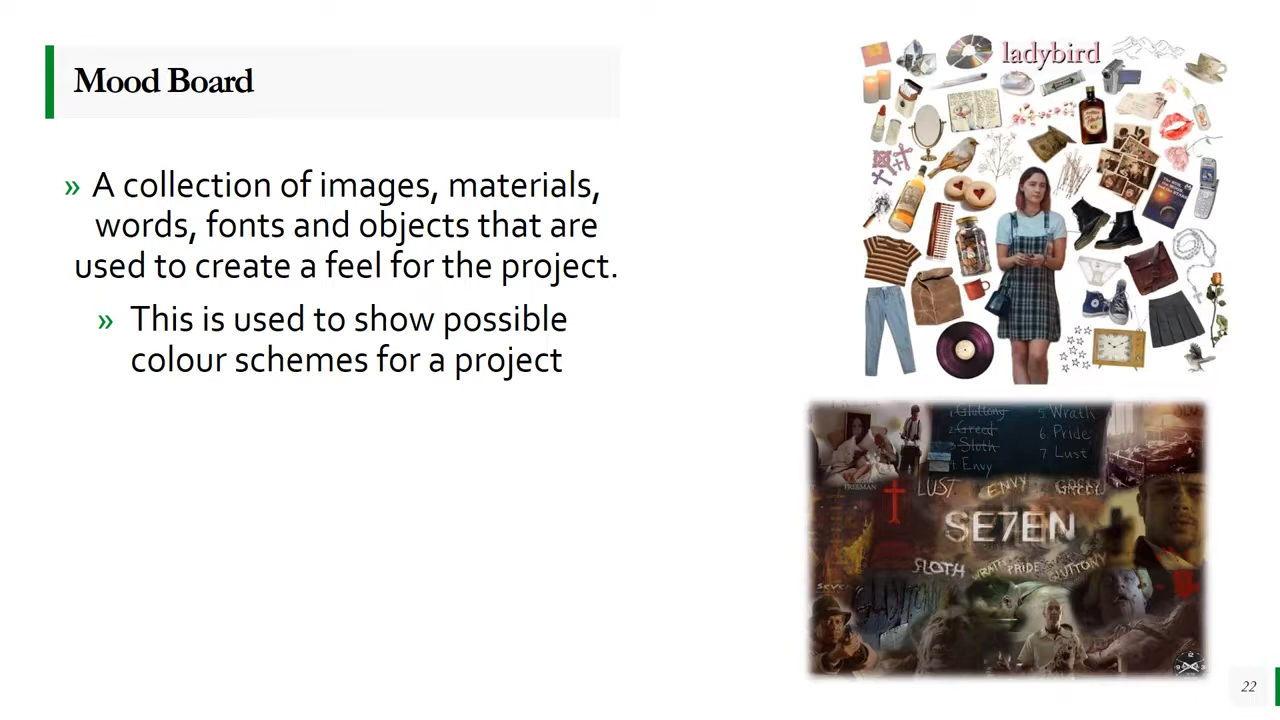 Mood Board
» A collection of images, materials,
words, fonts and objects that are
used to create a feel for the project.
» This is used to show possible
colour schemes for a project
ladybird
1. Gluttony
2. Greed
3 Sloth
4. Envy
5. Wrath
6. Pride
7 Lust
FREEMAN
LUST
ENVY
GREED
SE7EN
SLOTH
WRATH
PRIDE
GLUTTONY
seven
22